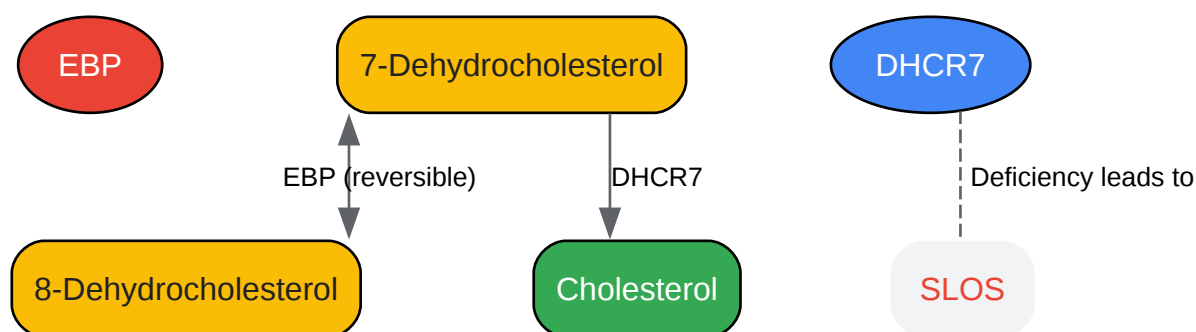 EBP
7-Dehydrocholesterol
DHCR7
EBP (reversible)
DHCR7
Deficiency leads to
8-Dehydrocholesterol
Cholesterol
SLOS